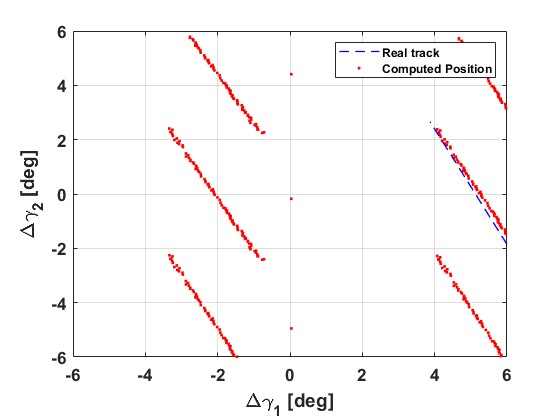 6
4
2
0
-2
-4
-6
Δγ2 [deg]
Real track
Computed Position
-6 -4 -2 0 2 4 6
Δγ1 [deg]